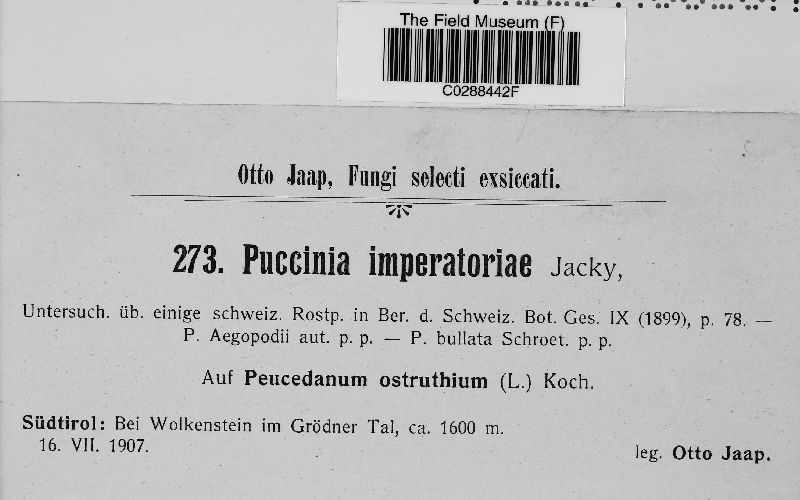 The Field Museum (F)
C0288442F
Otto Jaap, Fungi selecti exsiccati.
273. Puccinia imperatoriae Jacky,
Untersuch. üb. einige schweiz. Rostp. in Ber. d. Schweiz. Bot. Ges. IX (1899), p. 78. —
P. Aegopodii aut. p. p. — P. bullata Schroet. p. p.
Auf Peucedanum ostruthium (L.) Koch.
Südtirol: Bei Wolkenstein im Grödner Tal, ca. 1600 m.
16. VII. 1907.
leg. Otto Jaap.